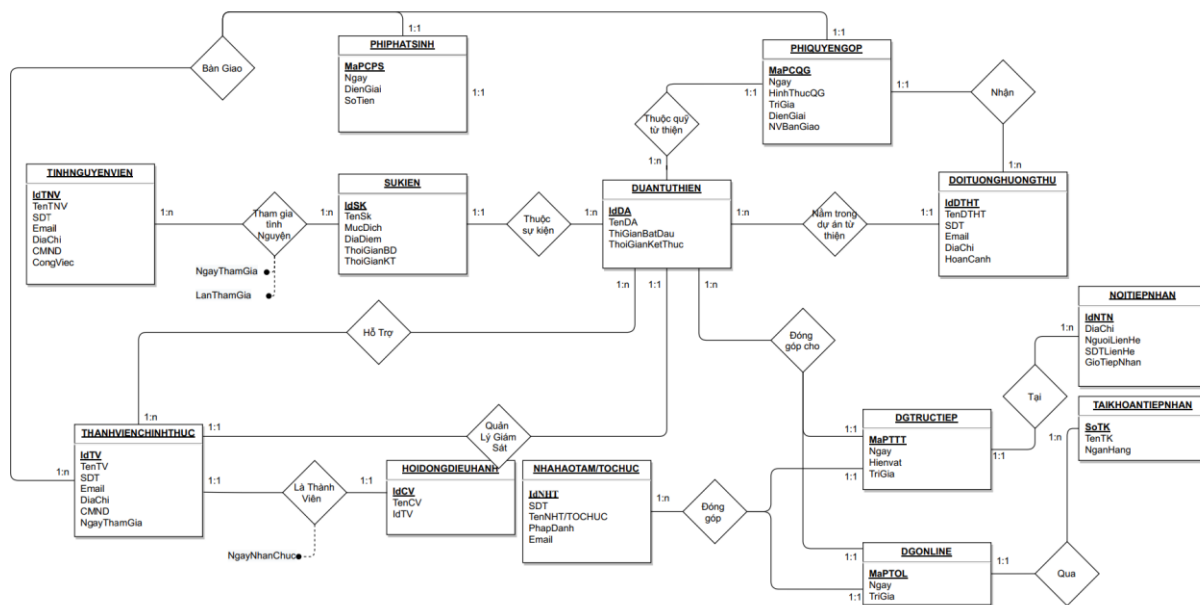 Bàn Giao
1:1
1:1
PHIPHATSINH
MaPCPS
Ngay
DienGiai
SoTien
1:1
PHIQUYENGOP
MaPCQG
Ngay
HinhThucQG
TriGia
DienGiai
NVBanGiao
1:1
1:1
Nhận
1:n
Thuộc quỹ
từ thiện
1:n
TINHNGUYENVIEN
IdTNV
TenTNV
SDT
Email
DiaChi
CMND
CongViec
1:n
Tham gia
tình
Nguyện
1:n
NgayThamGia
LanThamGia
SUKIEN
IdSK
TenSk
MucDich
DiaDiem
ThoiGianBD
ThoiGianKT
1:1
Thuộc
sự kiện
1:n
DUANTUTHIEN
IdDA
TenDA
ThiGianBatDau
ThoiGianKetThuc
1:n
Nằm trong
dự án từ
thiện
1:1
DOITUONGHUONGTHU
IdDTHT
TenDTHT
SDT
Email
DiaChi
HoanCanh
1:n
1:1
1:n
Hỗ Trợ
1:n
Đóng
góp cho
NOITIEPNHAN
IdNTN
DiaChi
NguoiLienHe
SDTLienHe
GioTiepNhan
1:n
Tại
TAIKHOANTIEPNHAN
SoTK
TenTK
NganHang
1:n
THANHVIENCHINHTHUC
IdTV
TenTV
SDT
Email
DiaChi
CMND
NgayThamGia
1:n
1:1
Quản
Lý Giám
Sát
1:1
Là Thành
Viên
1:1
NgayNhanChuc
HOIDONGDIEUHANH
IdCV
TenCV
IdTV
NHAHAOTAM/TOCHUC
IdNHT
SDT
TenNHT/TOCHUC
PhapDanh
Email
1:n
Đóng
góp
DGTRUCTIEP
MaPTTT
Ngay
Hienvat
TriGia
1:1
1:1
1:1
DGONLINE
MaPTOL
Ngay
TriGia
1:1
1:1
1:1
Qua